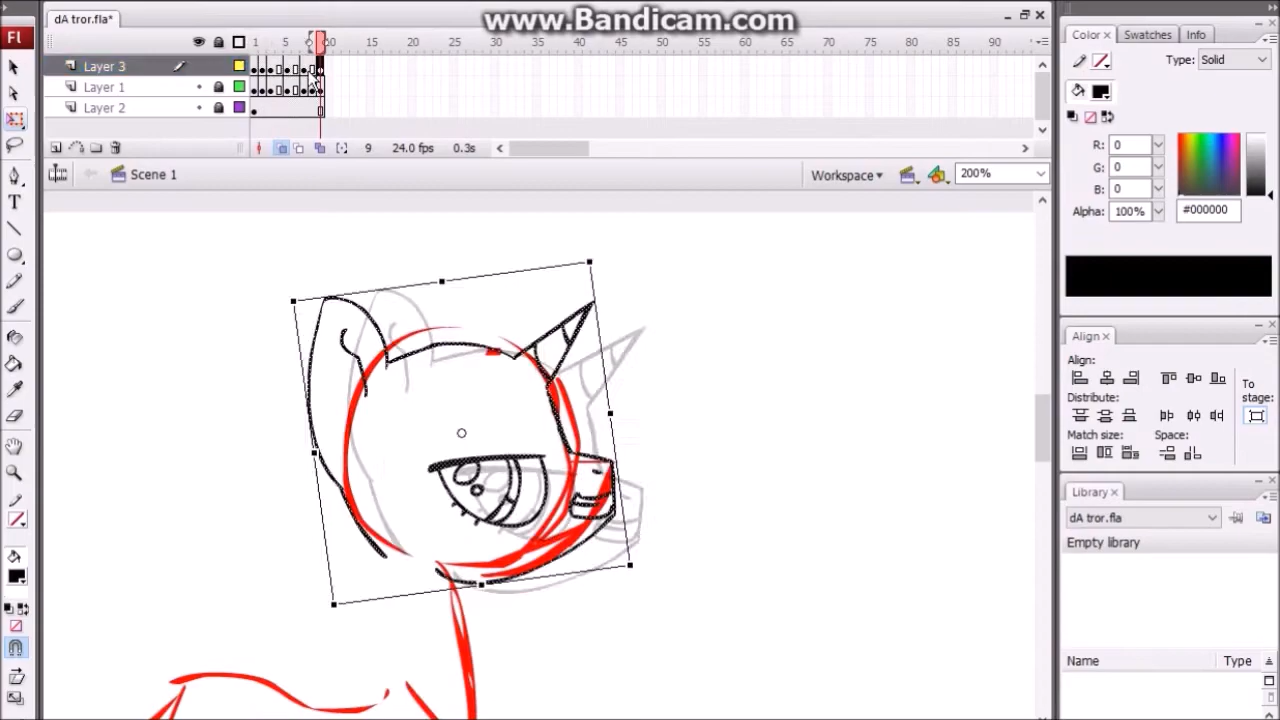 www.Bandicam.com
dA tror.fla*
Fl
1 5 10 15 20 25 30 35 40 45 50 55 60 65 70 75 80 85 90 95
Layer 3
Layer 1
Layer 2
9 24.0 fps 0.3s
Scene 1
Workspace
200%
T
Color × Swatches Info
Type: Solid
R: 0
G: 0
B: 0
Alpha: 100% #000000
Align ×
Align:
To stage:
Distribute:
Match size: Space:
Library ×
dA tror.fla
Empty library
Name Type